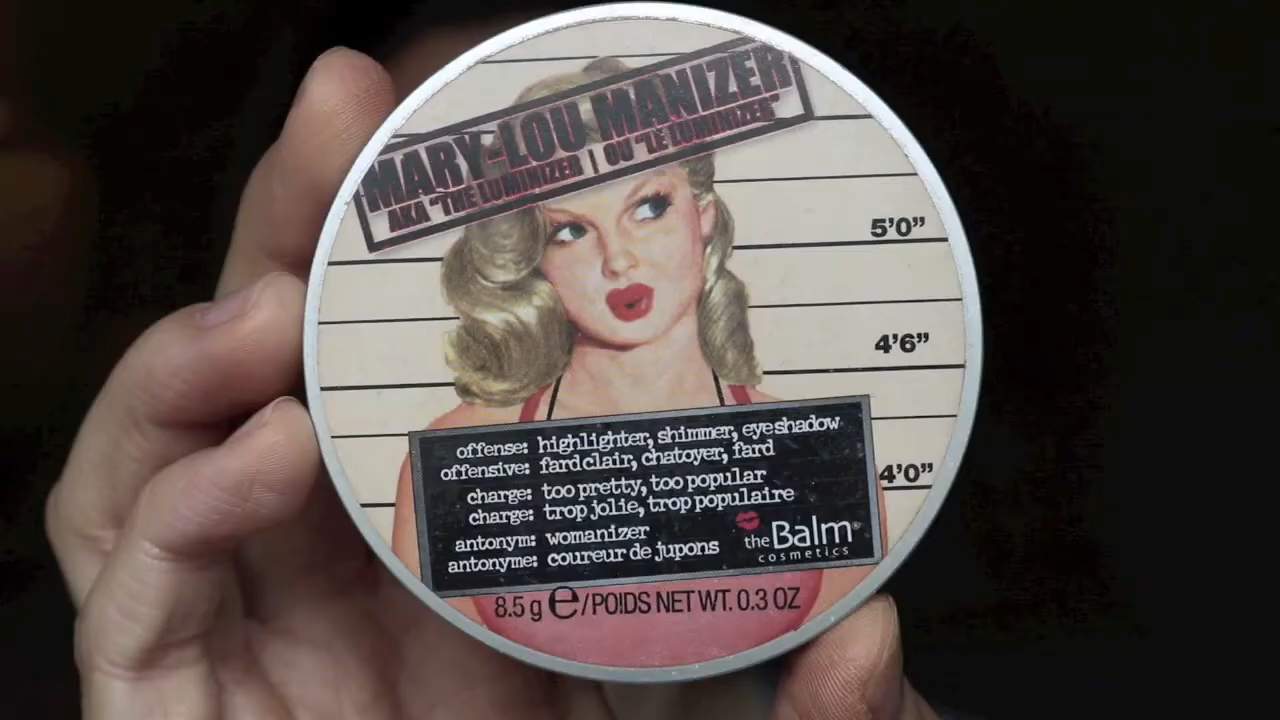 MARY-LOU MANIZER
AKA "THE LUMINIZER | OU "LE LUMINIZER"
5'0"
4'6"
4'0"
offense: highlighter, shimmer, eyeshadow
offensive: fard clair, chatoyer, fard
charge: too pretty, too popular
charge: trop jolie, trop populaire
antonym: womanizer
antonyme: coureur de jupons
theBalm®
cosmetics
8.5 g e/POIDS NET WT. 0.3 OZ